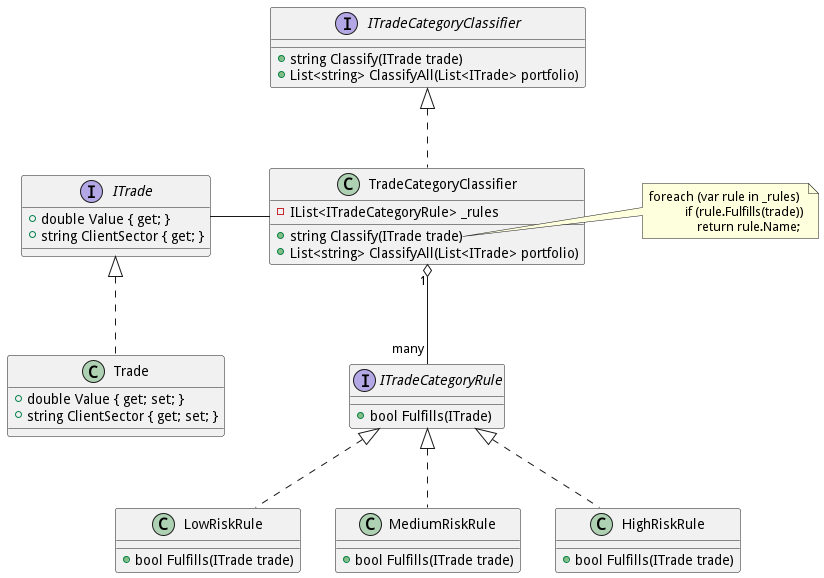 I ITradeCategoryClassifier
string Classify(ITrade trade)
List<string> ClassifyAll(List<ITrade> portfolio)
I ITrade
double Value { get; }
string ClientSector { get; }
C TradeCategoryClassifier
IList<ITradeCategoryRule> _rules
string Classify(ITrade trade)
List<string> ClassifyAll(List<ITrade> portfolio)
foreach (var rule in _rules)
if (rule.Fulfills(trade))
return rule.Name;
1
many
C Trade
double Value { get; set; }
string ClientSector { get; set; }
I ITradeCategoryRule
bool Fulfills(ITrade)
C LowRiskRule
bool Fulfills(ITrade trade)
C MediumRiskRule
bool Fulfills(ITrade trade)
C HighRiskRule
bool Fulfills(ITrade trade)